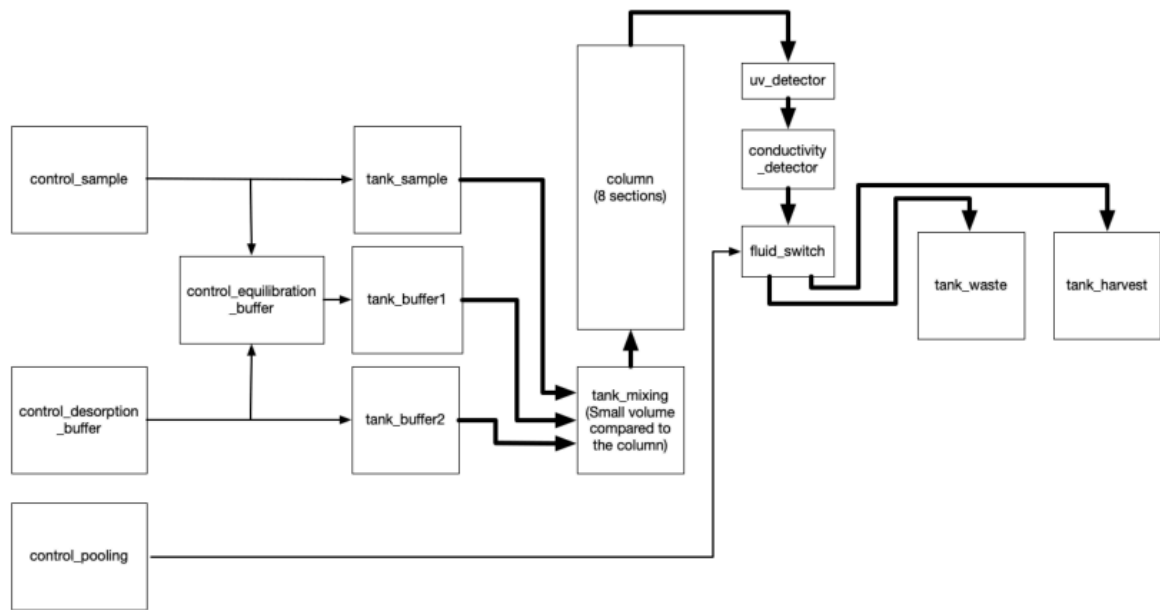 control_sample
tank_sample
control_equilibration
_buffer
tank_buffer1
control_desorption
_buffer
tank_buffer2
control_pooling
column
(8 sections)
tank_mixing
(Small volume
compared to
the column)
uv_detector
conductivity
_detector
fluid_switch
tank_waste
tank_harvest